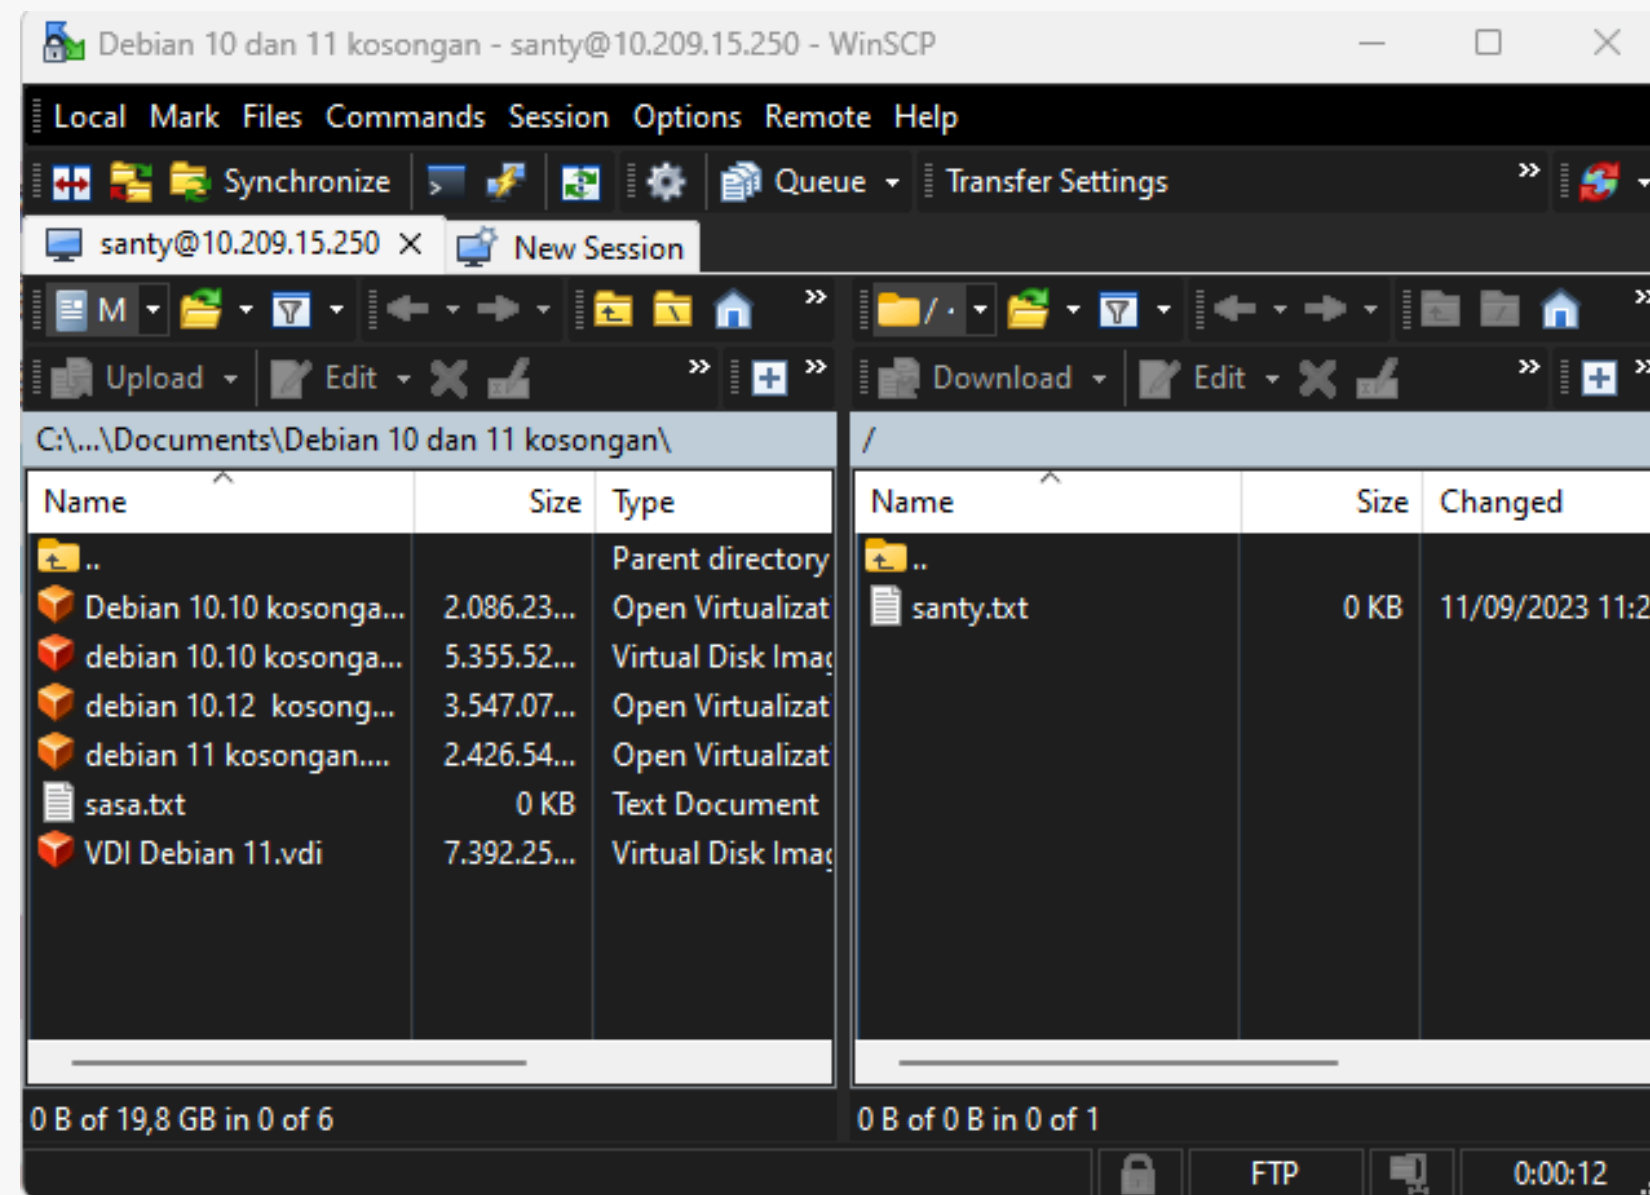 Debian 10 dan 11 kosongan - santy@10.209.15.250 - WinSCP
Local Mark Files Commands Session Options Remote Help
Synchronize Queue Transfer Settings
santy@10.209.15.250 New Session
M / 
Upload Edit Download Edit
C:\...\Documents\Debian 10 dan 11 kosongan\
Name Size Type
.. Parent directory
Debian 10.10 kosonga... 2.086.23... Open Virtualizat
debian 10.10 kosonga... 5.355.52... Virtual Disk Imag
debian 10.12  kosong... 3.547.07... Open Virtualizat
debian 11 kosongan.... 2.426.54... Open Virtualizat
sasa.txt 0 KB Text Document
VDI Debian 11.vdi 7.392.25... Virtual Disk Imag
0 B of 19,8 GB in 0 of 6
/
Name Size Changed
..
santy.txt 0 KB 11/09/2023 11:2
0 B of 0 B in 0 of 1
FTP 0:00:12